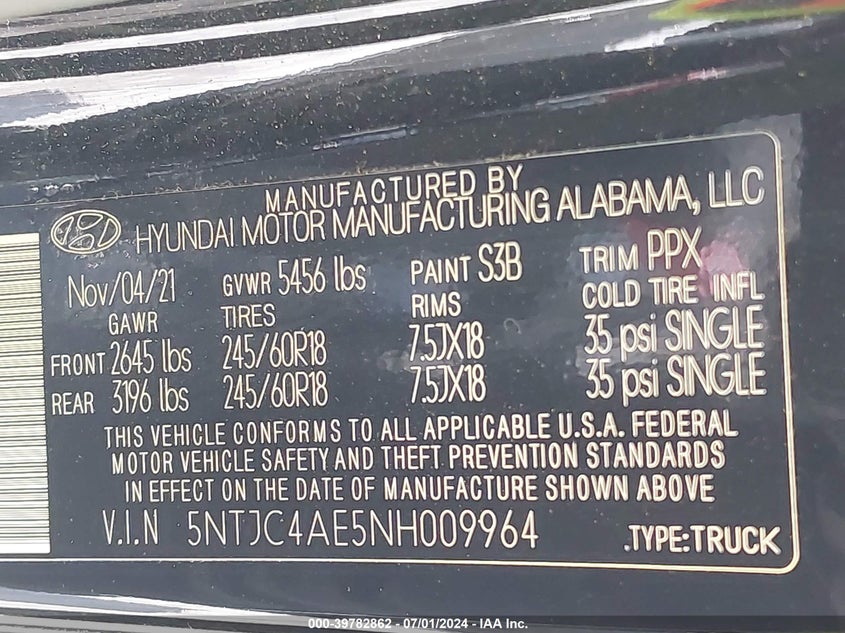 MANUFACTURED BY
HYUNDAI MOTOR MANUFACTURING ALABAMA, LLC
Nov/04/21 GVWR 5456 lbs PAINT S3B TRIM PPX
GAWR TIRES RIMS COLD TIRE INFL
FRONT 2645 lbs 245/60R18 7.5JX18 35 psi SINGLE
REAR 3196 lbs 245/60R18 7.5JX18 35 psi SINGLE
THIS VEHICLE CONFORMS TO ALL APPLICABLE U.S.A. FEDERAL
MOTOR VEHICLE SAFETY AND THEFT PREVENTION STANDARDS
IN EFFECT ON THE DATE OF MANUFACTURE SHOWN ABOVE
V.I.N 5NTJC4AE5NH009964 .TYPE:TRUCK
000-39782862 - 07/01/2024 - IAA Inc.